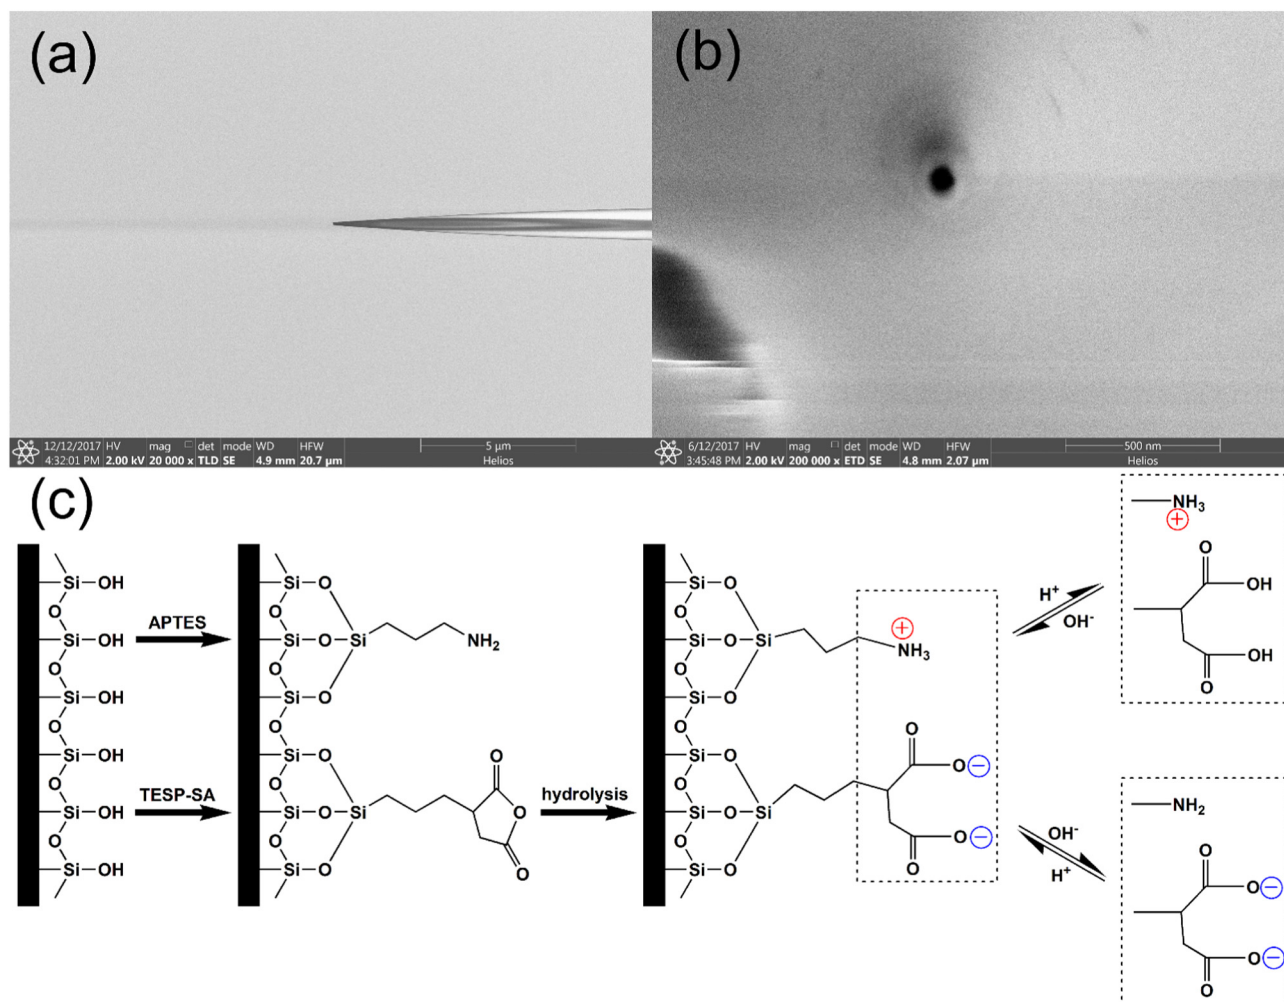 (a)
(b)
12/12/2017 HV mag □ det mode WD HFW 5 µm
4:32:01 PM 2.00 kV 20 000 x TLD SE 4.9 mm 20.7 µm Helios
6/12/2017 HV mag □ det mode WD HFW 500 nm
3:45:48 PM 2.00 kV 200 000 x ETD SE 4.8 mm 2.07 µm Helios
(c)
Si—OH
O
Si—OH
O
Si—OH
O
Si—OH
O
Si—OH
O
Si—OH
APTES
TESP-SA
Si—O
O
Si—O
Si
NH₂
O
Si—O
O
Si—O
O
Si—O
Si
O
O
O
O
Si—O
hydrolysis
Si—O
O
Si—O
Si
⊕
NH₃
O
Si—O
O
Si—O
O
O
O⊖
Si—O
Si
O
O⊖
O
Si—O
H⁺
OH⁻
NH₃
⊕
O
OH
OH
O
OH⁻
H⁺
NH₂
O
O⊖
O⊖
O